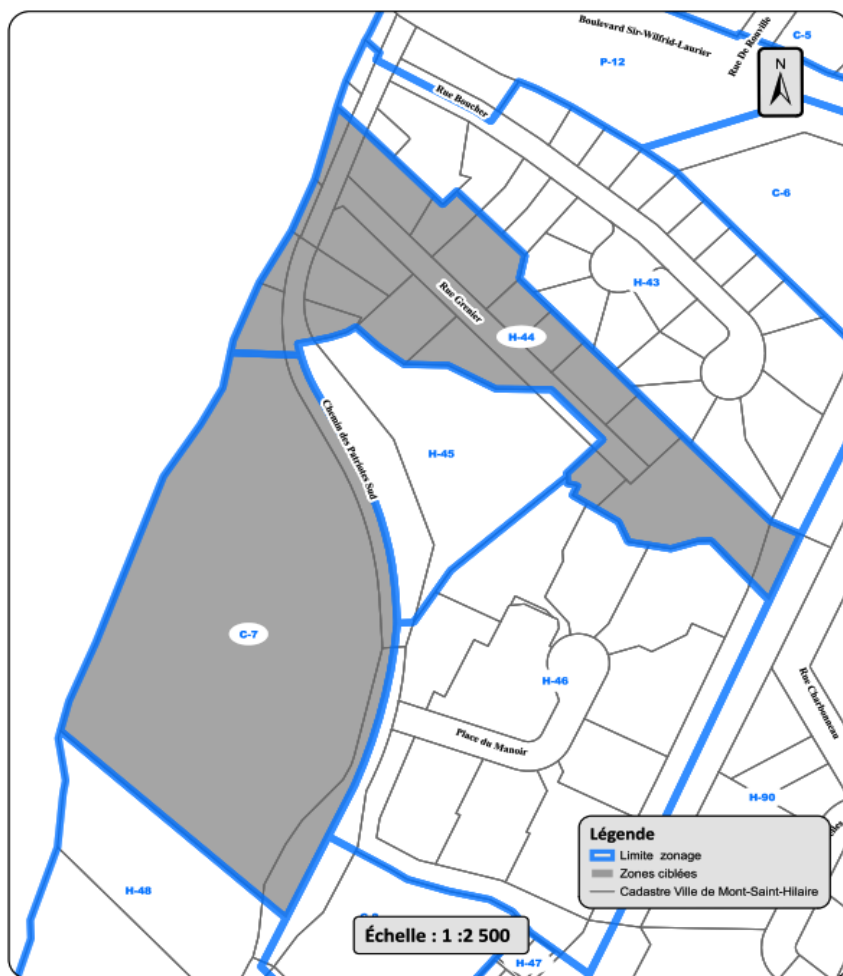 Boulevard Sir-Wilfrid-Laurier
Rue De Rouville
C-5
P-12
N
Rue Boucher
C-6
H-43
Rue Grenier
H-44
Chemin des Patriotes Sud
H-45
C-7
H-46
Place du Manoir
Rue Charbonneau
H-90
H-48
H-47
Légende
Limite zonage
Zones ciblées
Cadastre Ville de Mont-Saint-Hilaire
Échelle : 1 :2 500